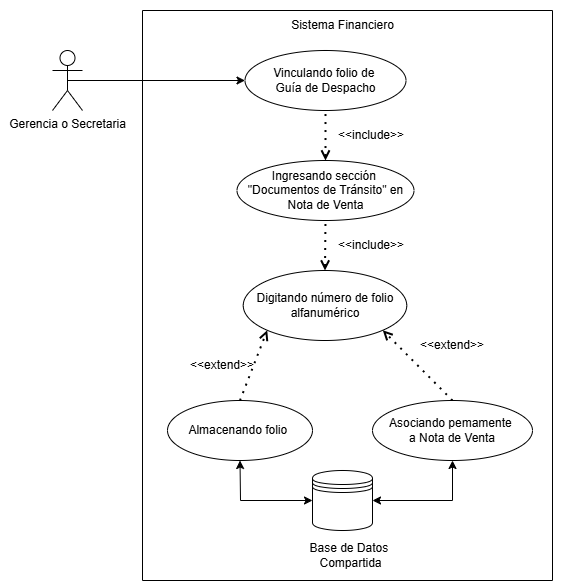 Sistema Financiero
Vinculando folio de
Guía de Despacho
Gerencia o Secretaria
<<include>>
Ingresando sección
"Documentos de Tránsito" en
Nota de Venta
<<include>>
Digitando número de folio
alfanumérico
<<extend>>
<<extend>>
Almacenando folio
Asociando pemamente
a Nota de Venta
Base de Datos
Compartida